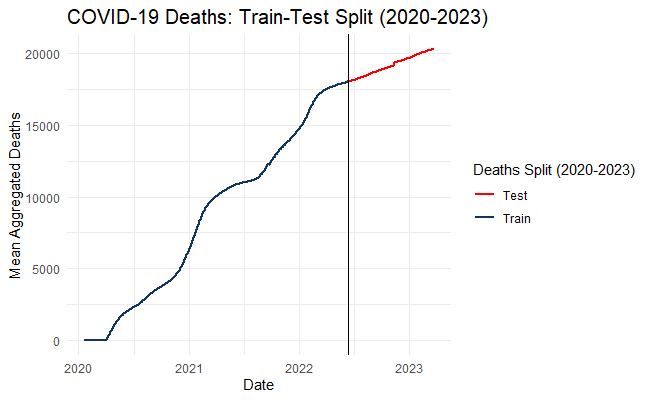 COVID-19 Deaths: Train-Test Split (2020-2023)
Mean Aggregated Deaths
20000
15000
10000
5000
0
2020
2021
2022
2023
Date
Deaths Split (2020-2023)
Test
Train